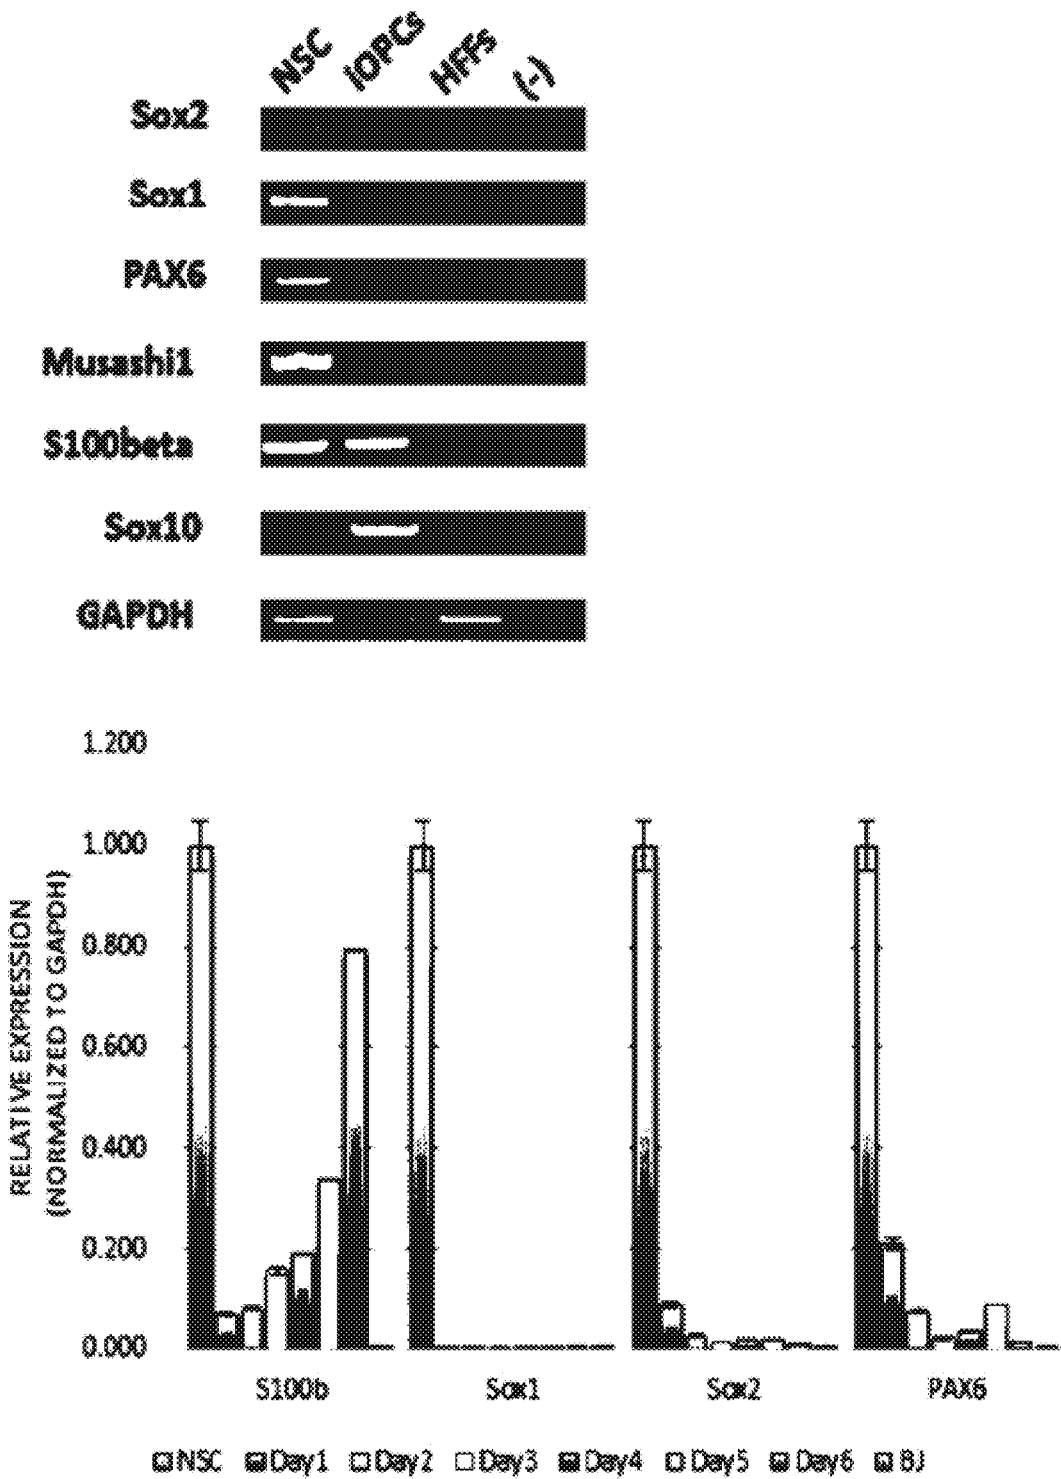 NSC iOPCs HFFs (-)
Sox2
Sox1
PAX6
Musashi1
S100beta
Sox10
GAPDH
RELATIVE EXPRESSION
(NORMALIZED TO GAPDH)
1.200
1.000
0.800
0.600
0.400
0.200
0.000
S100b Sox1 Sox2 PAX6
NSC Day1 Day2 Day3 Day4 Day5 Day6 BJ